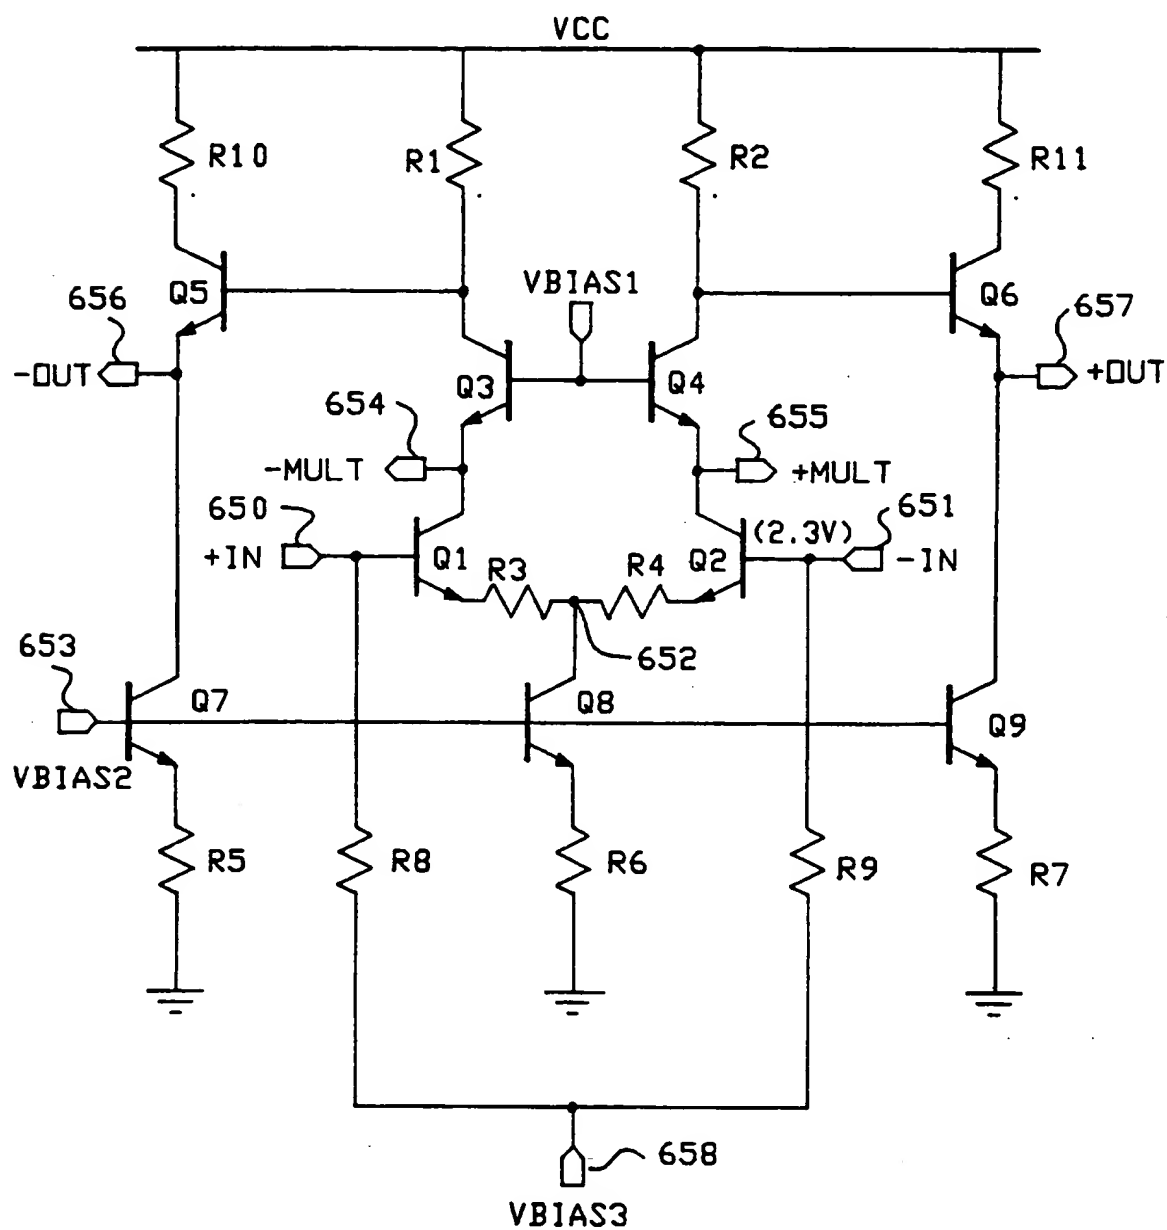 VCC
R10
R1
R2
R11
Q5
VBIAS1
Q6
656
657
-OUT
Q3
Q4
+OUT
654
655
-MULT
+MULT
650
651
+IN
Q1
R3
R4
Q2
(2.3V)
-IN
653
652
Q7
Q8
Q9
VBIAS2
R5
R8
R6
R9
R7
658
VBIAS3